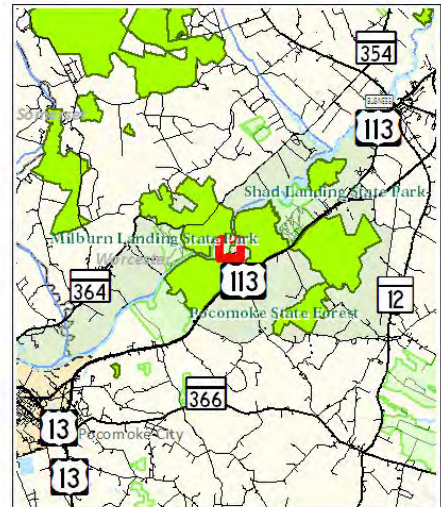 354
BUSINESS
113
Somerset
Shad Landing State Park
Milburn Landing State Park
Worcester
364
113
12
Pocomoke State Forest
366
13
Pocomoke City
13